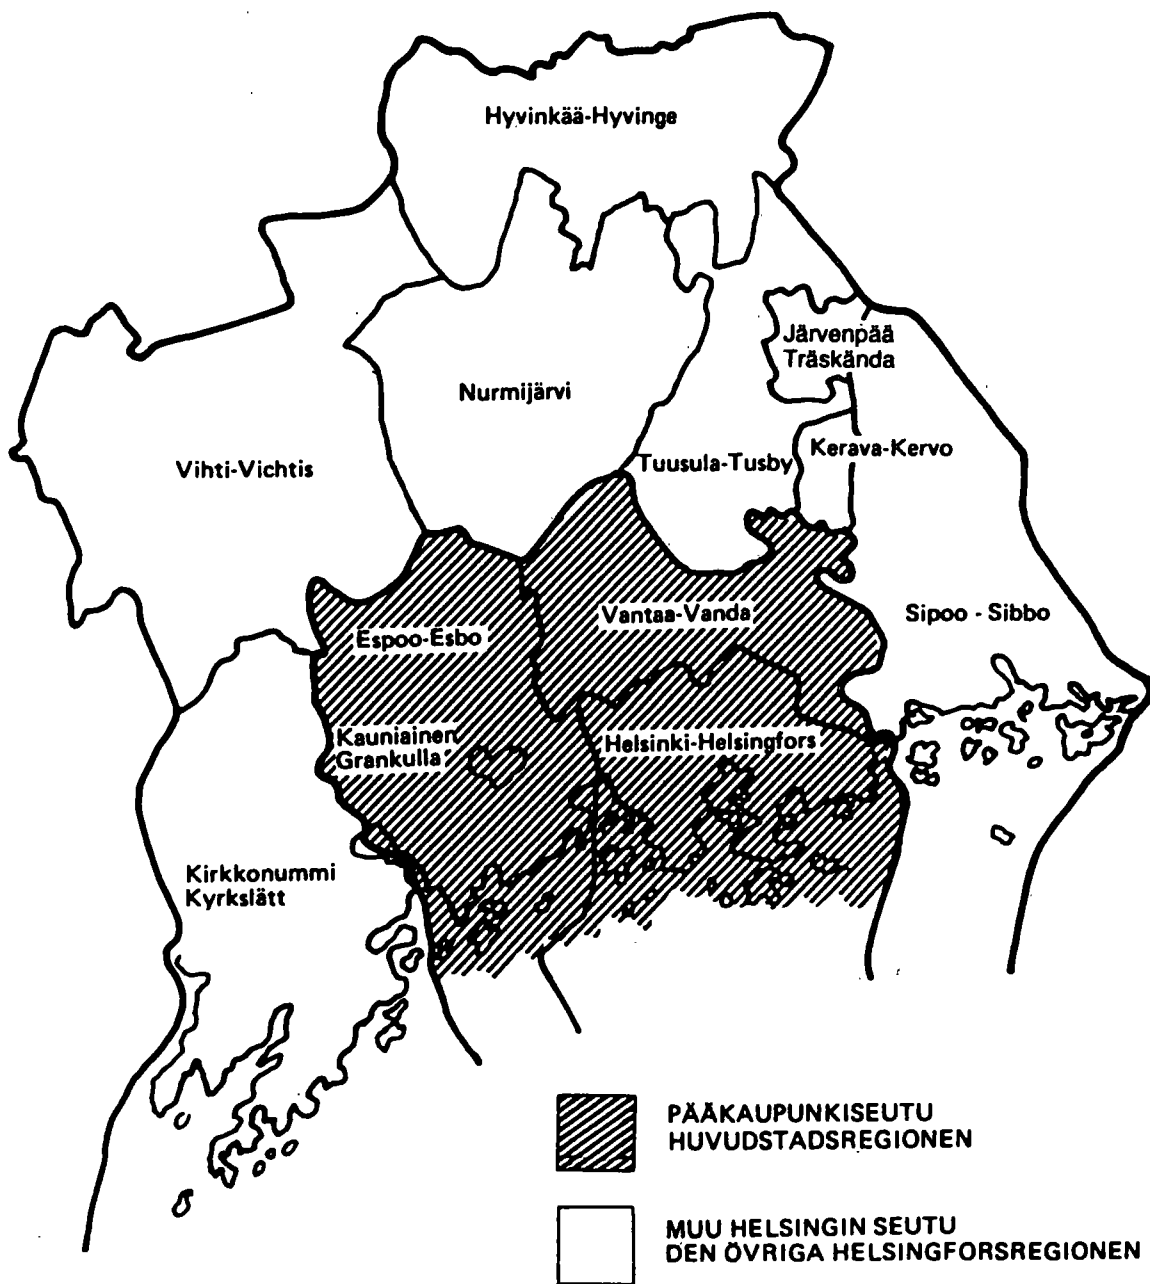 Hyvinkää-Hyvinge
Järvenpää
Träskända
Nurmijärvi
Kerava-Kervo
Tuusula-Tusby
Vihti-Vichtis
Vantaa-Vanda
Sipoo - Sibbo
Espoo-Esbo
Kauniainen
Grankulla
Helsinki-Helsingfors
Kirkkonummi
Kyrkslätt
PÄÄKAUPUNKISEUTU
HUVUDSTADSREGIONEN
MUU HELSINGIN SEUTU
DEN ÖVRIGA HELSINGFORSREGIONEN